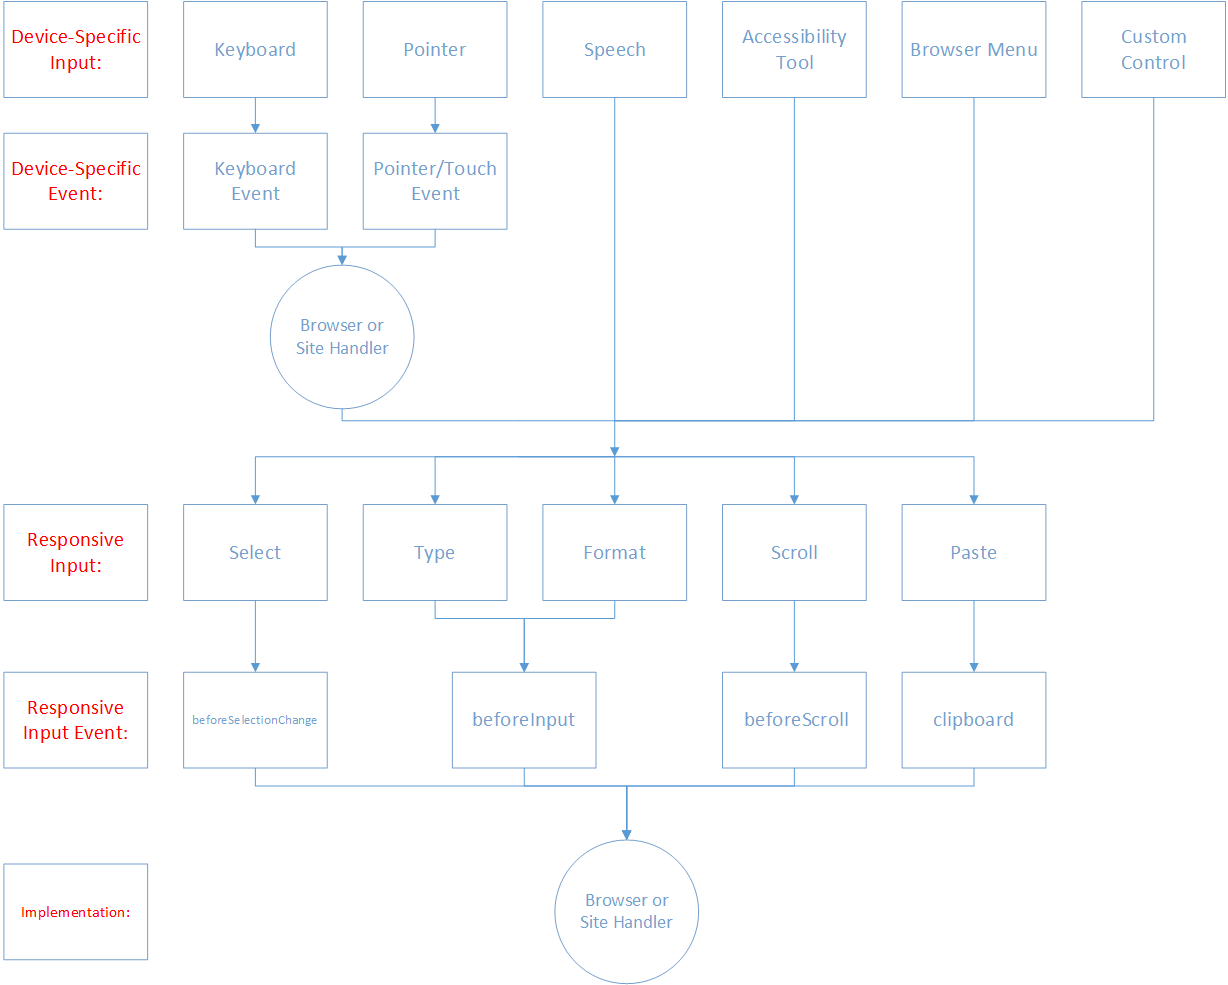 Device-Specific
Input:
Keyboard
Pointer
Speech
Accessibility
Tool
Browser Menu
Custom
Control
Device-Specific
Event:
Keyboard
Event
Pointer/Touch
Event
Browser or
Site Handler
Responsive
Input:
Select
Type
Format
Scroll
Paste
Responsive
Input Event:
beforeSelectionChange
beforeInput
beforeScroll
clipboard
Implementation:
Browser or
Site Handler